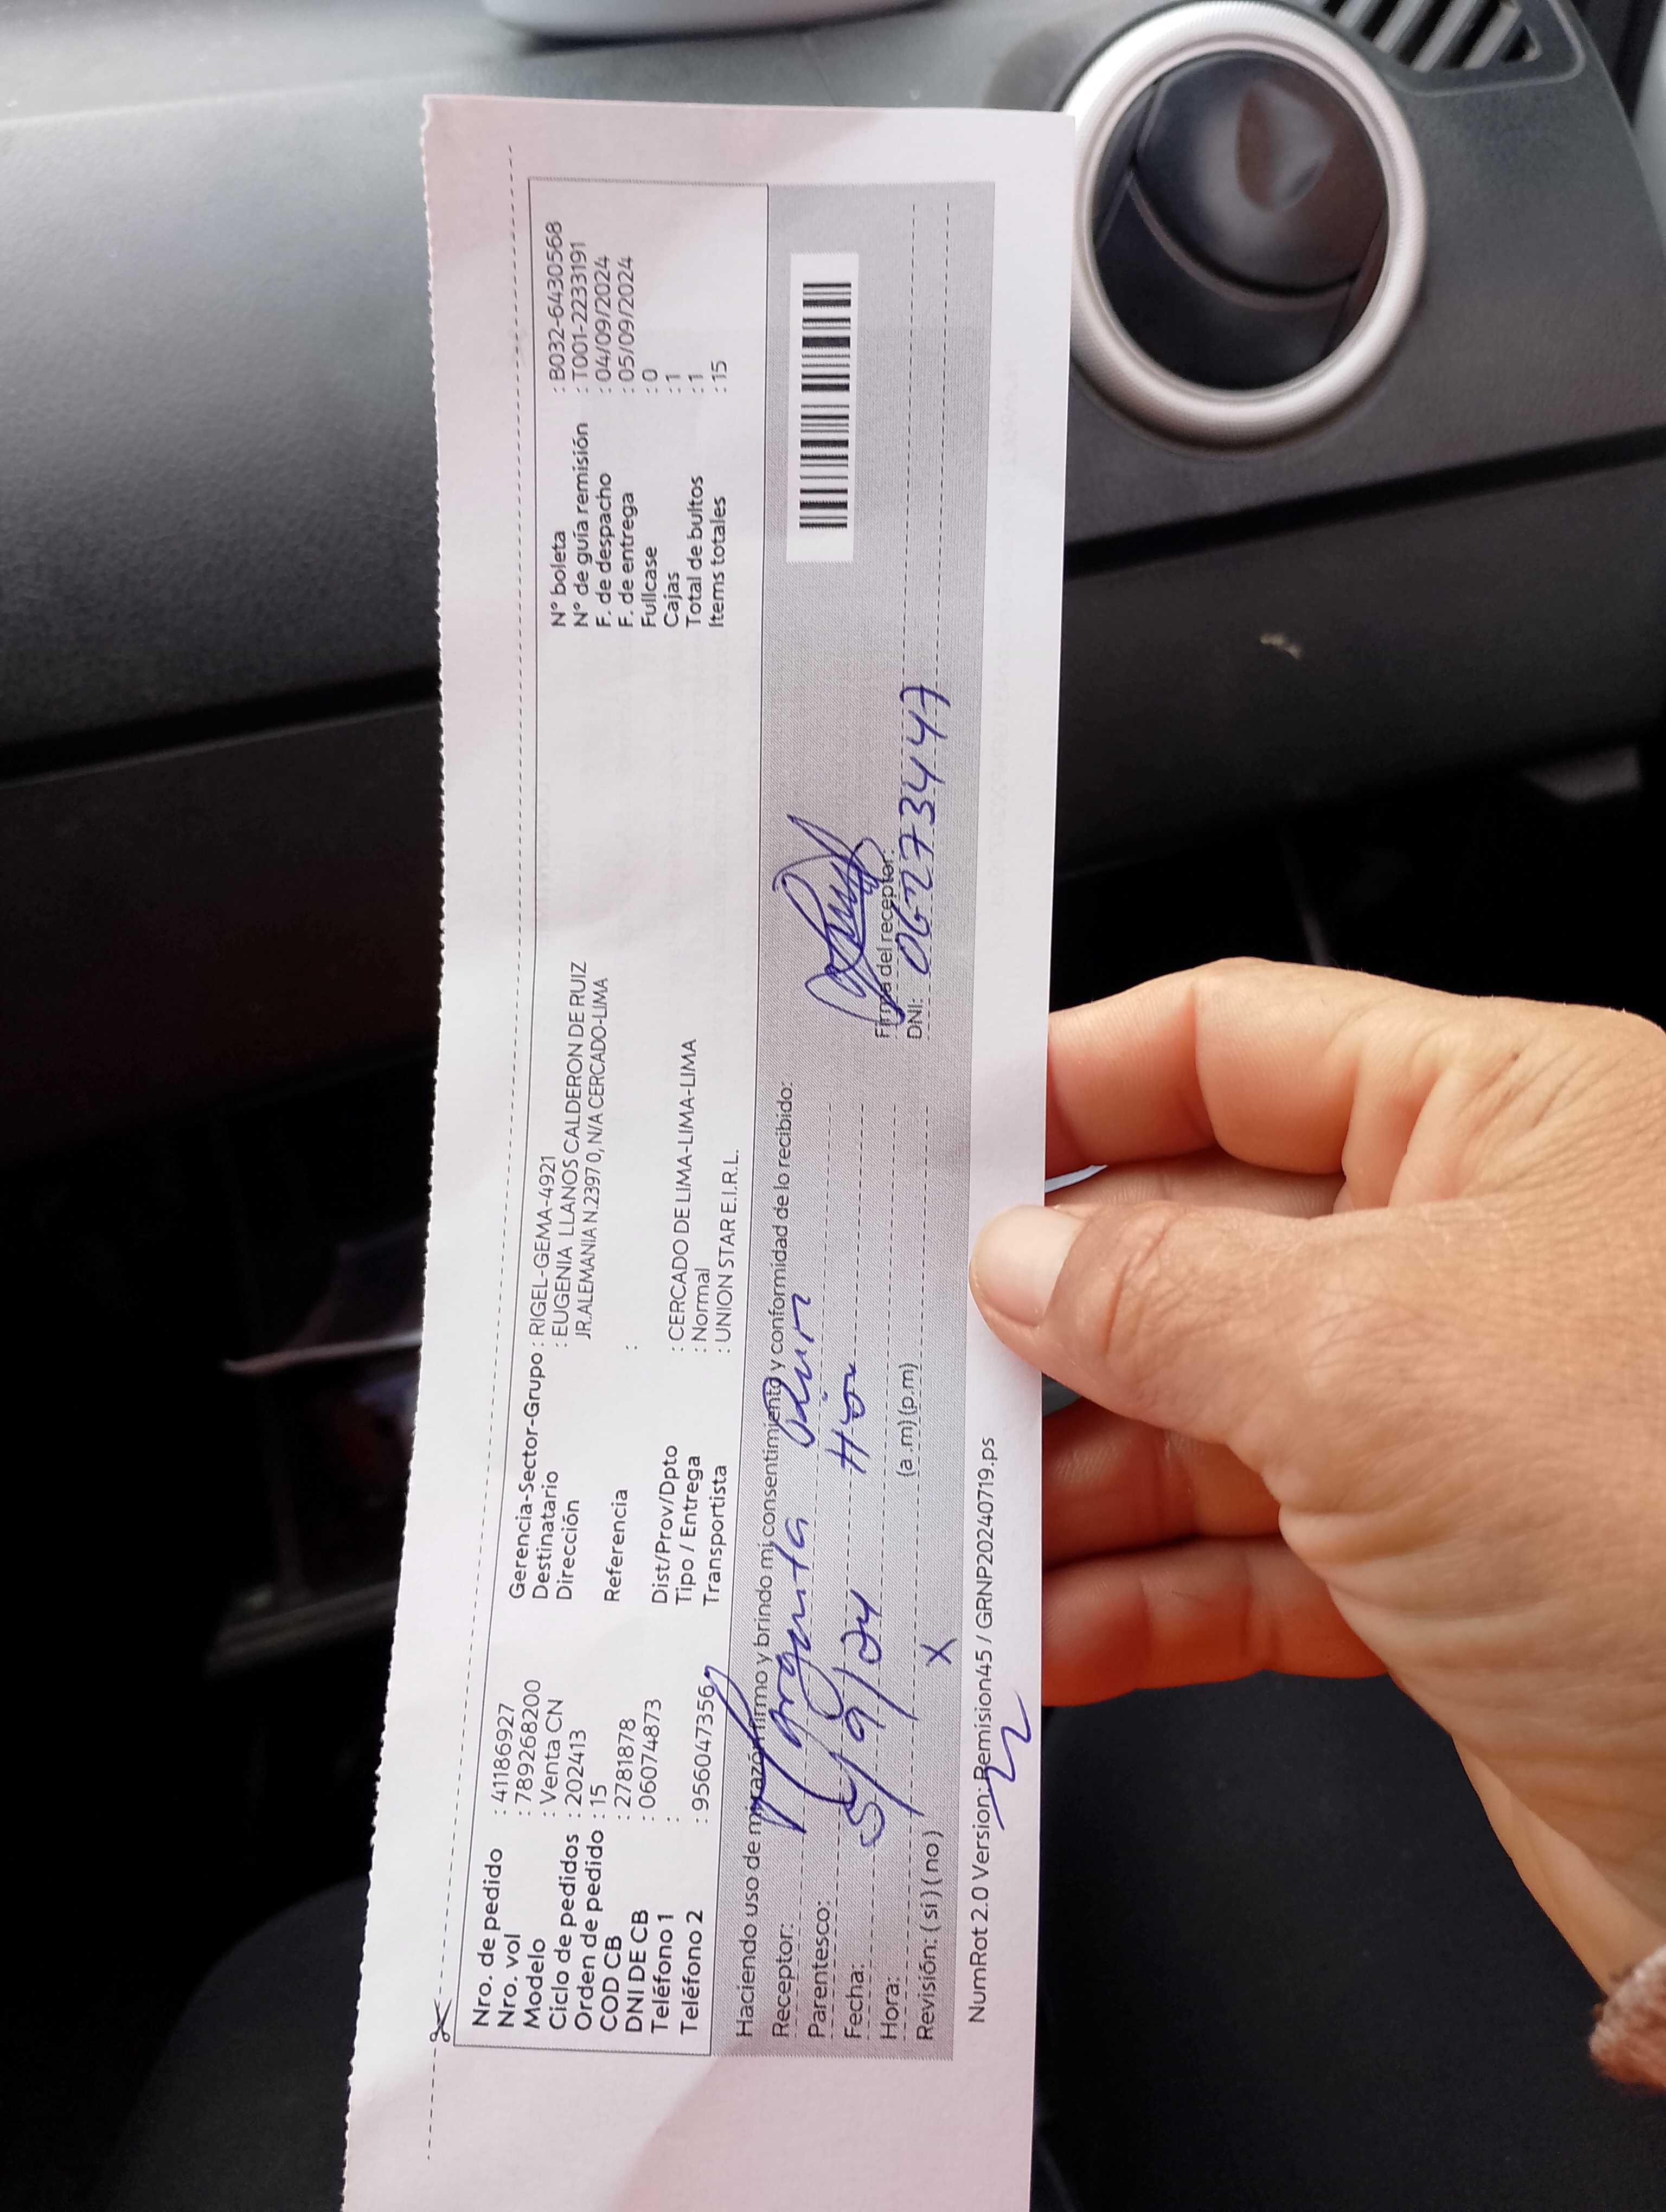 Nro. de pedido : 41186927
Nro. vol : 789268200
Modelo : Venta CN
Ciclo de pedidos : 202413
Orden de pedido : 15
COD CB : 2781878
DNI DE CB : 06074873
Teléfono 1 :
Teléfono 2 : 956047356
Gerencia-Sector-Grupo : RIGEL-GEMA-4921
Destinatario : EUGENIA LLANOS CALDERON DE RUIZ
Dirección JR.ALEMANIA N.2397 0, N/A CERCADO-LIMA
Referencia :
Dist/Prov/Dpto : CERCADO DE LIMA-LIMA-LIMA
Tipo / Entrega : Normal
Transportista : UNION STAR E.I.R.L.
N° boleta : B032-6430568
N° de guía remisión : T001-2233191
F. de despacho : 04/09/2024
F. de entrega : 05/09/2024
Fullcase : 0
Cajas : 1
Total de bultos : 1
Items totales : 15
Haciendo uso de mi razón firmo y brindo mi consentimiento y conformidad de lo recibido:
Receptor:
Parentesco:
Fecha: 5/9/24
Hora: (a.m) (p.m)
Revisión: ( si ) ( no ) X
Firma del receptor:
DNI: 06273447
NumRot 2.0 Version: Remision45 / GRNP20240719.ps